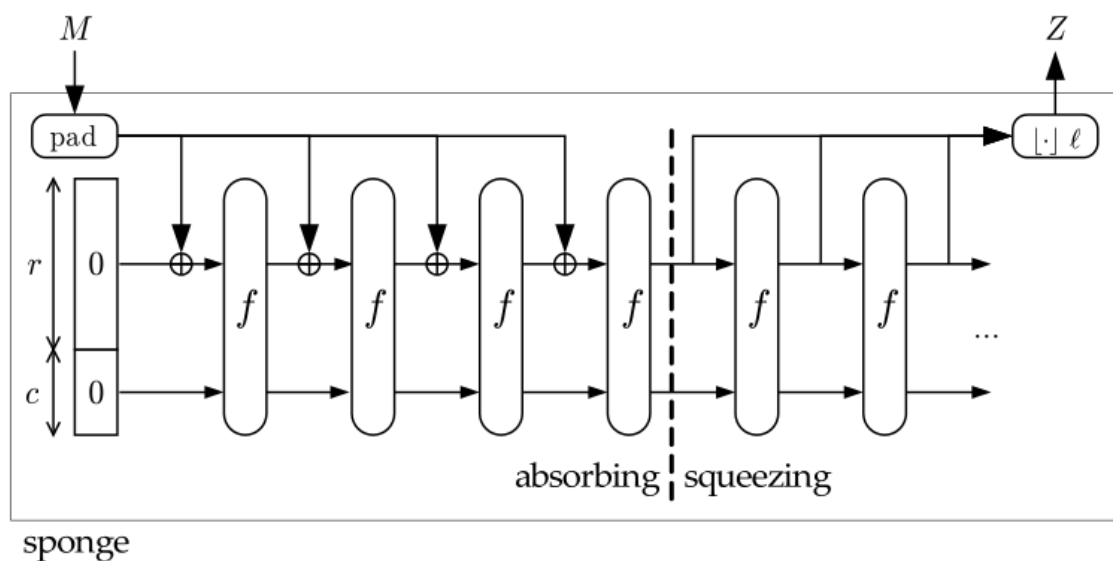 M Z
pad ⌊·⌋ ℓ
r 0 f f f f f f
...
c 0
absorbing squeezing
sponge